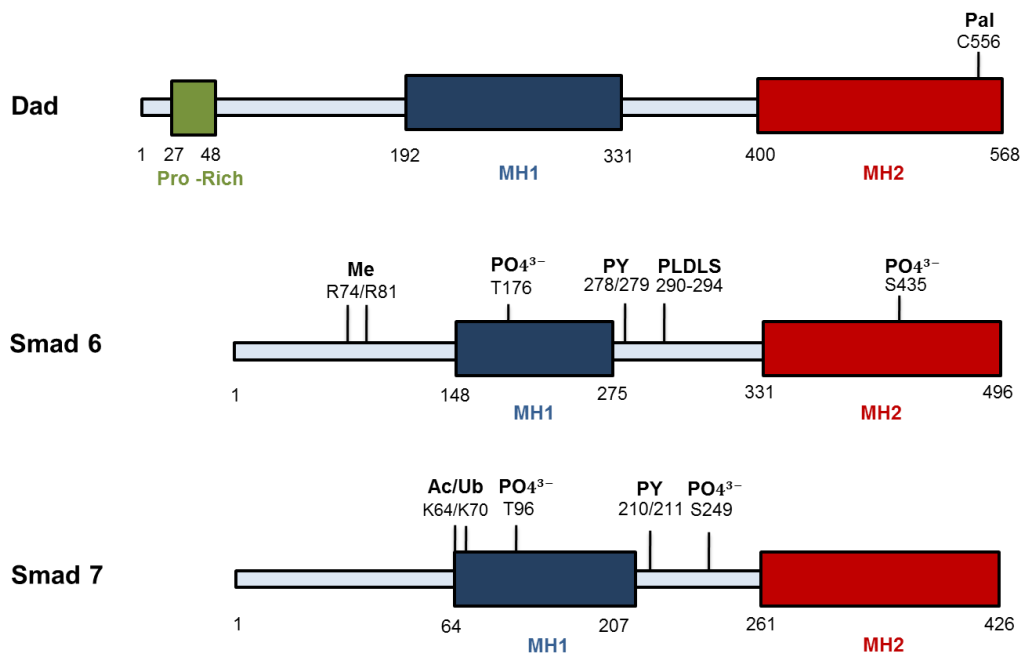 Pal
C556
Dad
1 27 48 192 331 400 568
Pro -Rich MH1 MH2
Me PO4³⁻ PY PLDLS PO4³⁻
R74/R81 T176 278/279 290-294 S435
Smad 6
1 148 275 331 496
MH1 MH2
Ac/Ub PO4³⁻ PY PO4³⁻
K64/K70 T96 210/211 S249
Smad 7
1 64 207 261 426
MH1 MH2